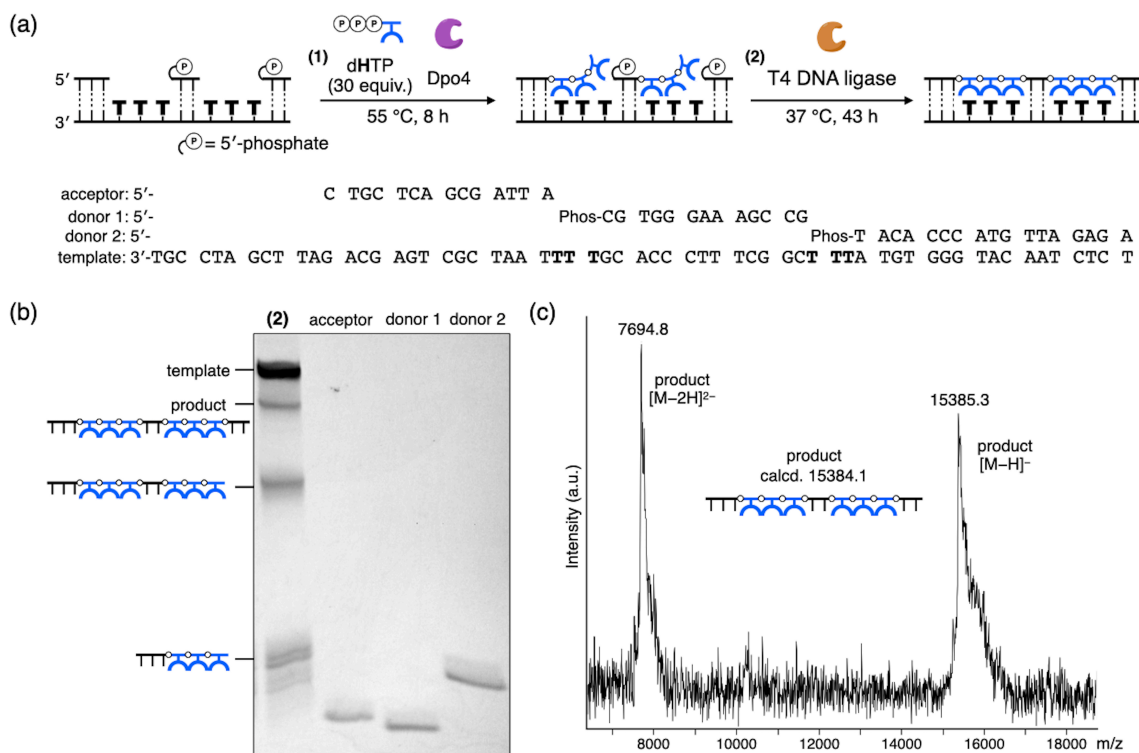 (a)
P P P
(1) dHTP
(30 equiv.) Dpo4
55 °C, 8 h
(2) T4 DNA ligase
37 °C, 43 h
5′
P P
P P
T T T T T T
T T T T T T
T T T T T T
3′
P = 5′-phosphate
acceptor: 5′- C TGC TCA GCG ATT A
donor 1: 5′- Phos-CG TGG GAA AGC CG
donor 2: 5′- Phos-T ACA CCC ATG TTA GAG A
template: 3′-TGC CTA GCT TAG ACG AGT CGC TAA TTT TGC ACC CTT TCG GCT TTA TGT GGG TAC AAT CTC T
(b)
(2) acceptor donor 1 donor 2
template
product
(c)
7694.8
product
[M–2H]2–
15385.3
product
[M–H]–
product
calcd. 15384.1
Intensity (a.u.)
8000 10000 12000 14000 16000 18000 m/z